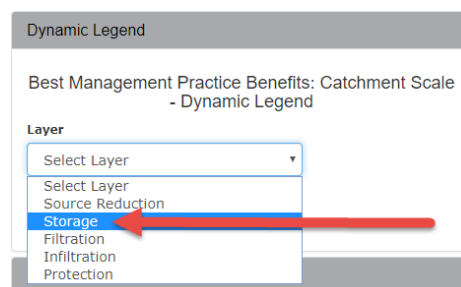 Dynamic Legend
Best Management Practice Benefits: Catchment Scale
- Dynamic Legend
Layer
Select Layer
Select Layer
Source Reduction
Storage
Filtration
Infiltration
Protection